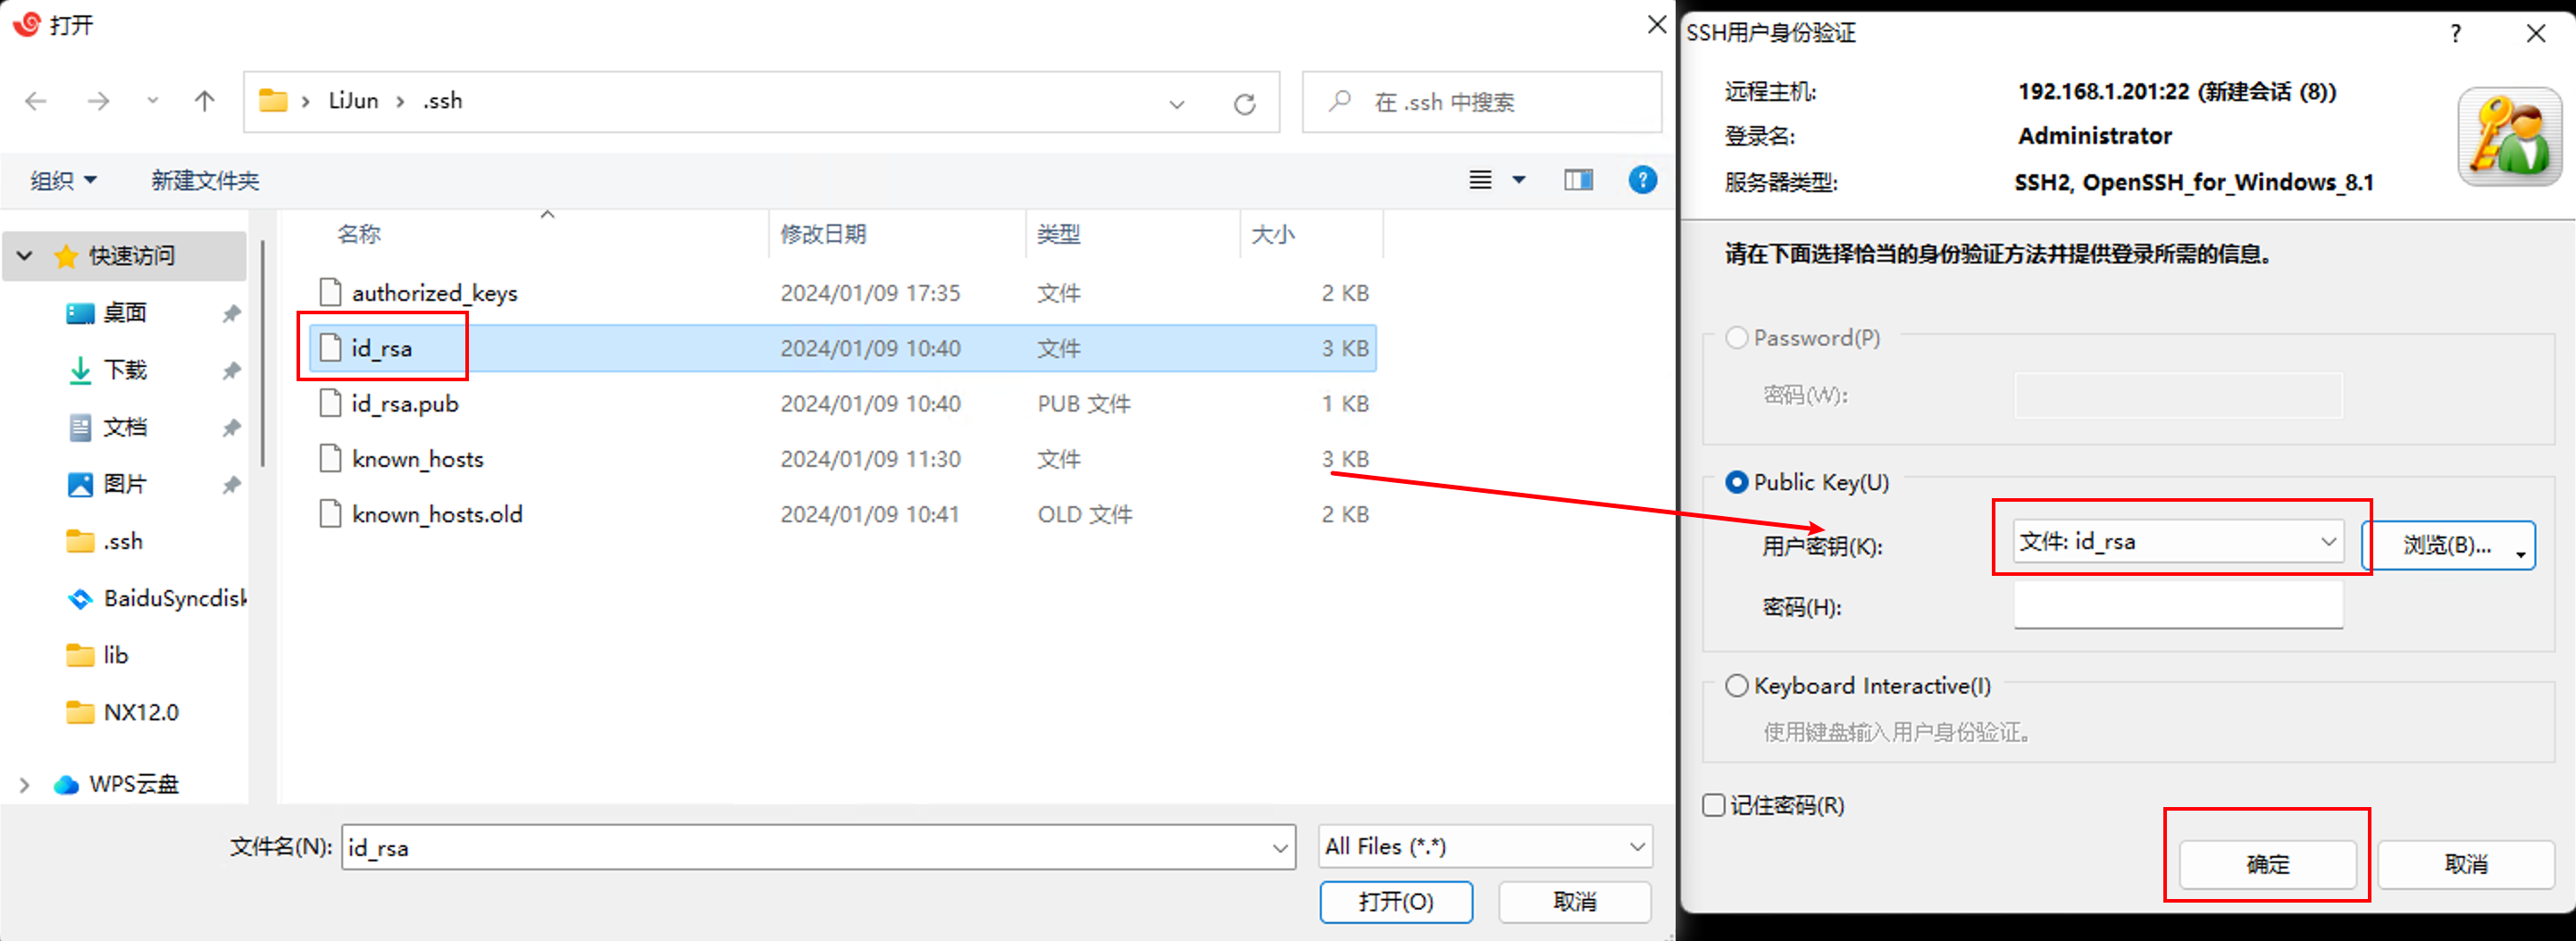 打开
LiJun
.ssh
在 .ssh 中搜索
组织
新建文件夹
名称
修改日期
类型
大小
快速访问
桌面
下载
文档
图片
.ssh
BaiduSyncdisk
lib
NX12.0
WPS云盘
authorized_keys 2024/01/09 17:35 文件 2 KB
id_rsa 2024/01/09 10:40 文件 3 KB
id_rsa.pub 2024/01/09 10:40 PUB 文件 1 KB
known_hosts 2024/01/09 11:30 文件 3 KB
known_hosts.old 2024/01/09 10:41 OLD 文件 2 KB
文件名(N): id_rsa
All Files (*.*)
打开(O)
取消
SSH用户身份验证
?
远程主机: 192.168.1.201:22 (新建会话 (8))
登录名: Administrator
服务器类型: SSH2, OpenSSH_for_Windows_8.1
请在下面选择恰当的身份验证方法并提供登录所需的信息。
Password(P)
密码(W):
Public Key(U)
用户密钥(K): 文件: id_rsa 浏览(B)...
密码(H):
Keyboard Interactive(I)
使用键盘输入用户身份验证。
记住密码(R)
确定
取消